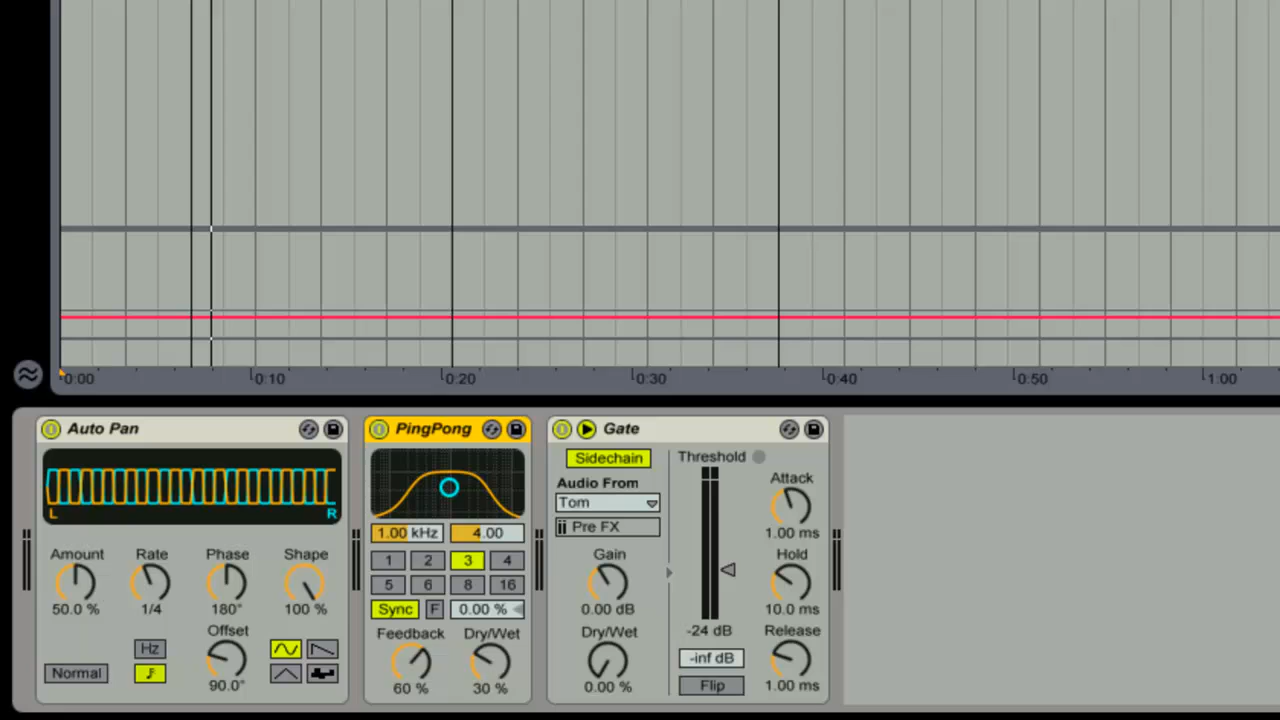 0:00 0:10 0:20 0:30 0:40 0:50 1:00
Auto Pan
L R
Amount Rate Phase Shape
50.0 % 1/4 180° 100 %
Offset
Hz
Normal
90.0°
PingPong
1.00 kHz 4.00
1 2 3 4
5 6 8 16
Sync F 0.00 %
Feedback Dry/Wet
60 % 30 %
Gate
Sidechain
Audio From
Tom
Pre FX
Gain
0.00 dB
Dry/Wet
0.00 %
Threshold
-24 dB
-inf dB
Flip
Attack
1.00 ms
Hold
10.0 ms
Release
1.00 ms